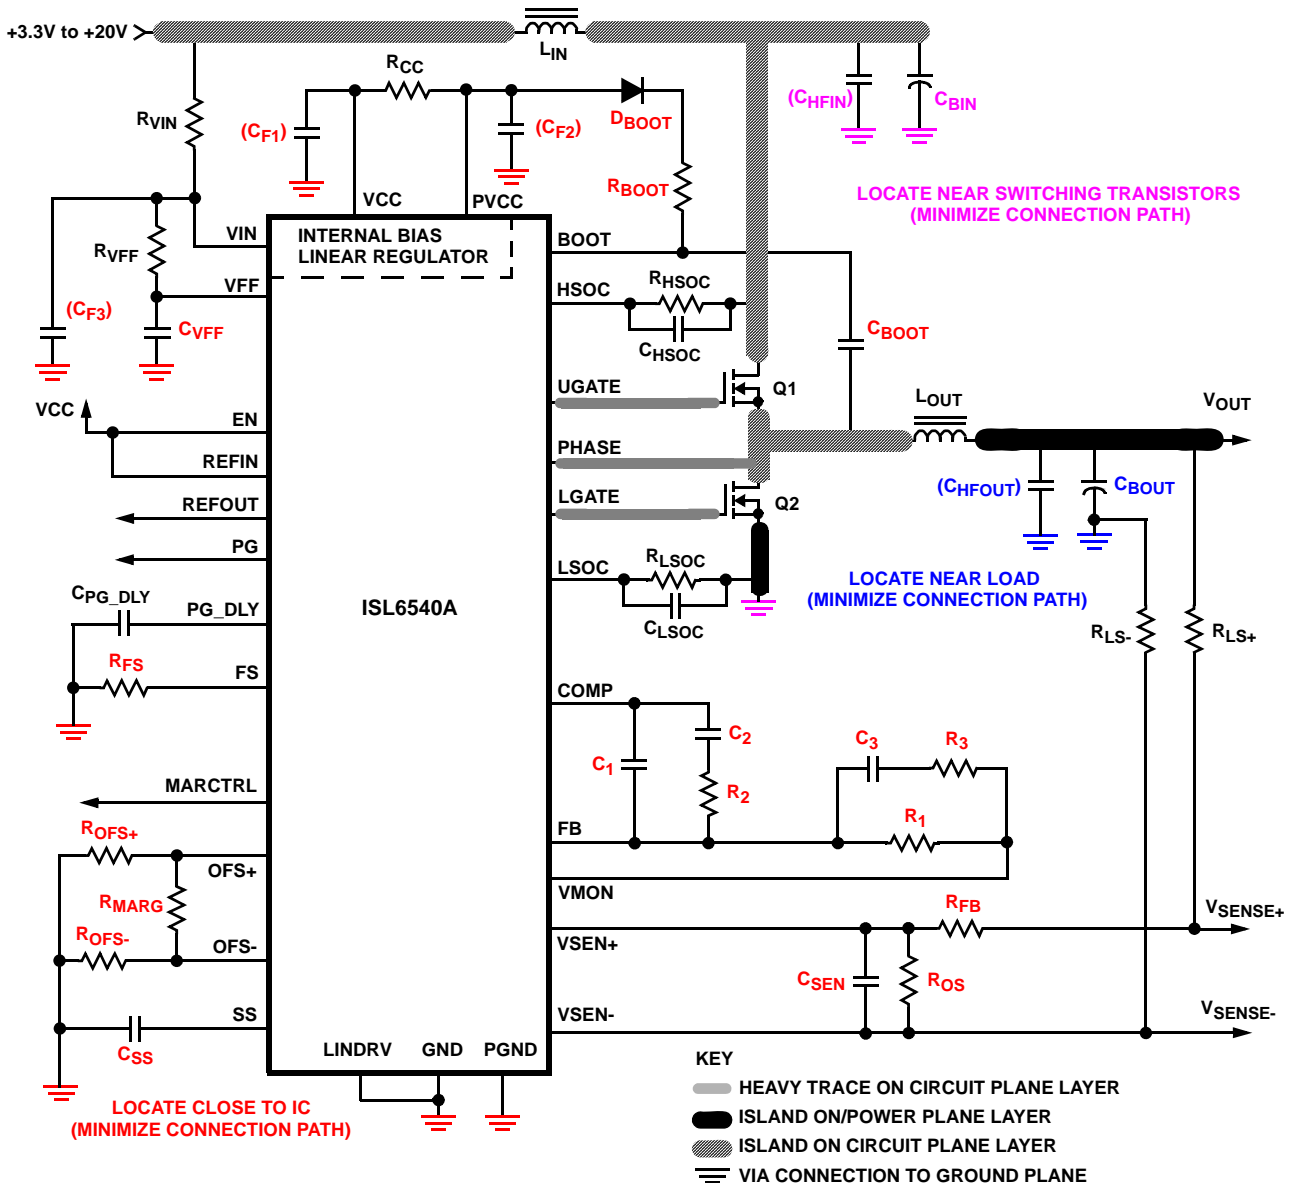 +3.3V to +20V
LIN
RCC
(CHFIN)
CBIN
RVIN
(CF1)
(CF2)
DBOOT
RBOOT
LOCATE NEAR SWITCHING TRANSISTORS
(MINIMIZE CONNECTION PATH)
VCC
PVCC
VIN
INTERNAL BIAS
LINEAR REGULATOR
BOOT
RVFF
VFF
HSOC
RHSOC
(CF3)
CVFF
CHSOC
CBOOT
UGATE
Q1
LOUT
VOUT
VCC
EN
PHASE
REFIN
(CHFOUT)
CBOUT
REFOUT
LGATE
Q2
PG
LSOC
RLSOC
LOCATE NEAR LOAD
(MINIMIZE CONNECTION PATH)
CPG_DLY
PG_DLY
ISL6540A
CLSOC
RLS-
RLS+
RFS
FS
COMP
C2
C3
R3
C1
R2
MARCTRL
R1
ROFS+
FB
OFS+
VMON
RMARG
RFB
VSENSE+
ROFS-
OFS-
VSEN+
CSEN
ROS
SS
VSEN-
VSENSE-
CSS
LINDRV
GND
PGND
KEY
HEAVY TRACE ON CIRCUIT PLANE LAYER
LOCATE CLOSE TO IC
(MINIMIZE CONNECTION PATH)
ISLAND ON/POWER PLANE LAYER
ISLAND ON CIRCUIT PLANE LAYER
VIA CONNECTION TO GROUND PLANE